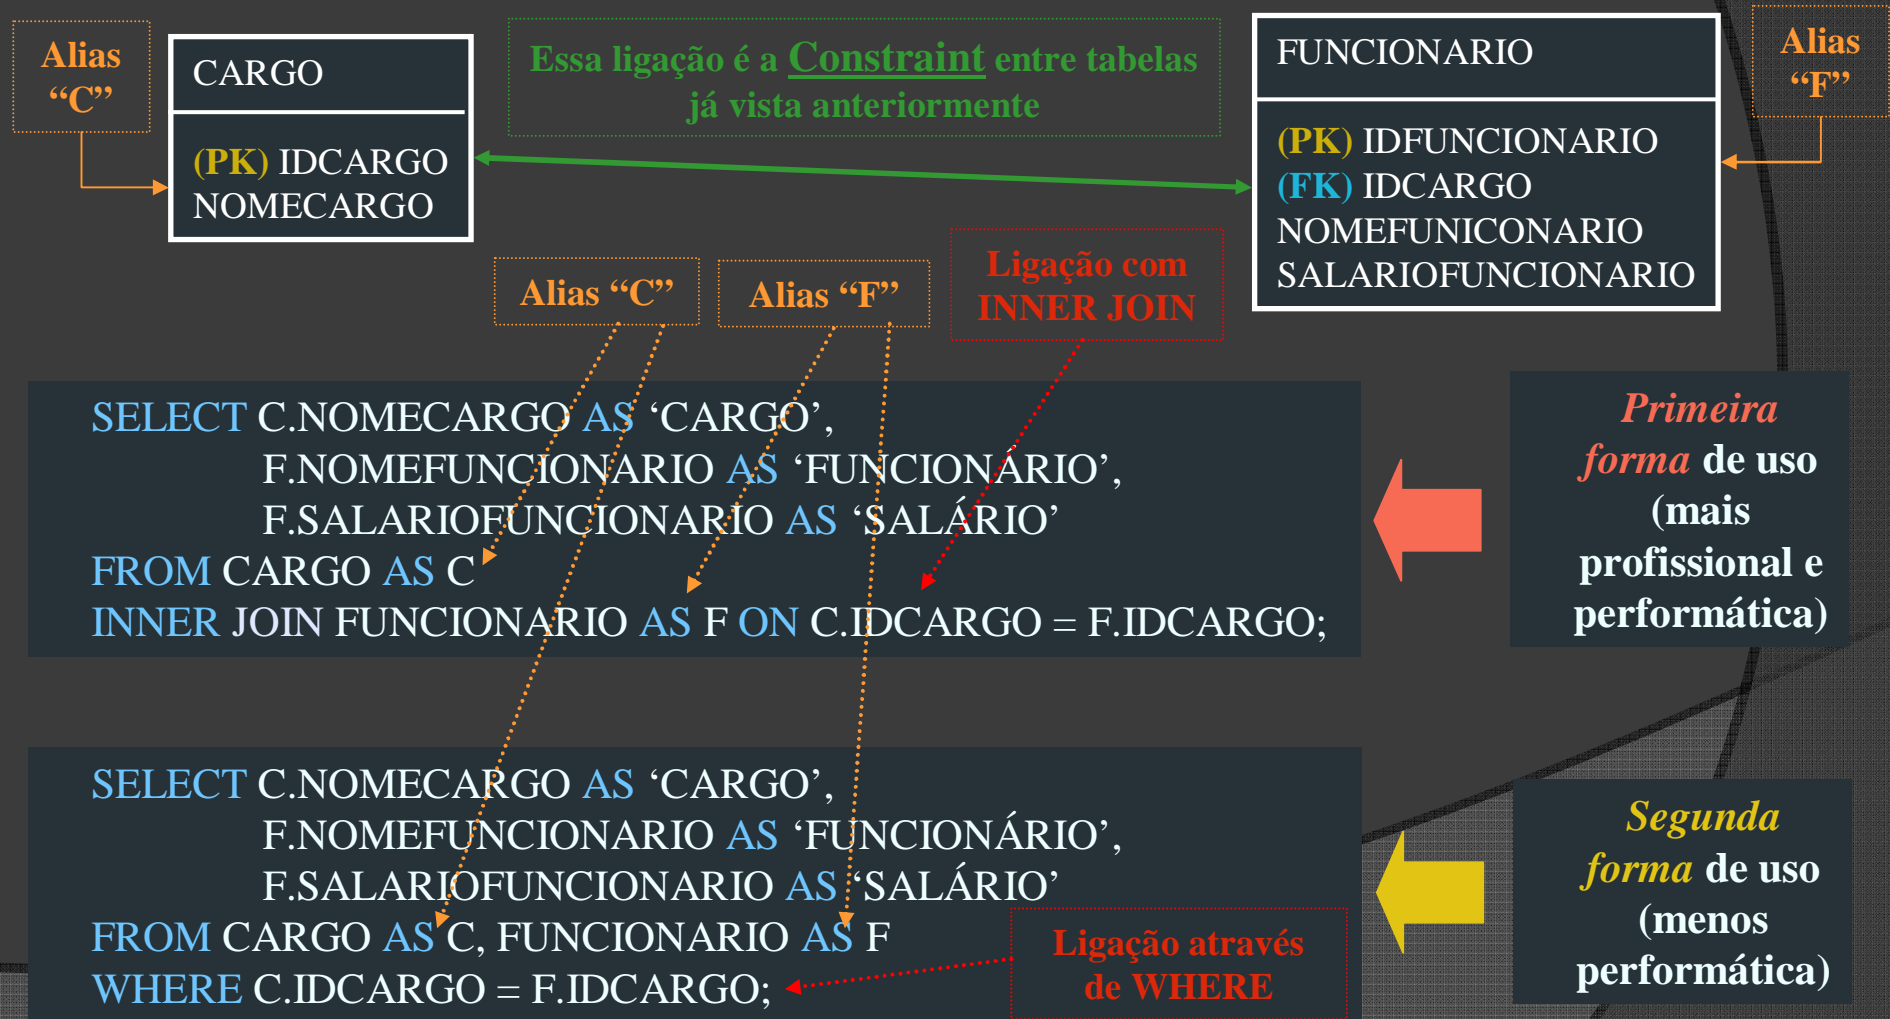 Alias
“C”
CARGO
(PK) IDCARGO
NOMECARGO
Essa ligação é a Constraint entre tabelas
já vista anteriormente
FUNCIONARIO
(PK) IDFUNCIONARIO
(FK) IDCARGO
NOMEFUNICONARIO
SALARIOFUNCIONARIO
Alias
“F”
Alias “C”
Alias “F”
Ligação com
INNER JOIN
SELECT C.NOMECARGO AS ‘CARGO’,
F.NOMEFUNCIONARIO AS ‘FUNCIONÁRIO’,
F.SALARIOFUNCIONARIO AS ‘SALÁRIO’
FROM CARGO AS C
INNER JOIN FUNCIONARIO AS F ON C.IDCARGO = F.IDCARGO;
Primeira
forma de uso
(mais
profissional e
performática)
SELECT C.NOMECARGO AS ‘CARGO’,
F.NOMEFUNCIONARIO AS ‘FUNCIONÁRIO’,
F.SALARIOFUNCIONARIO AS ‘SALÁRIO’
FROM CARGO AS C, FUNCIONARIO AS F
WHERE C.IDCARGO = F.IDCARGO;
Ligação através
de WHERE
Segunda
forma de uso
(menos
performática)